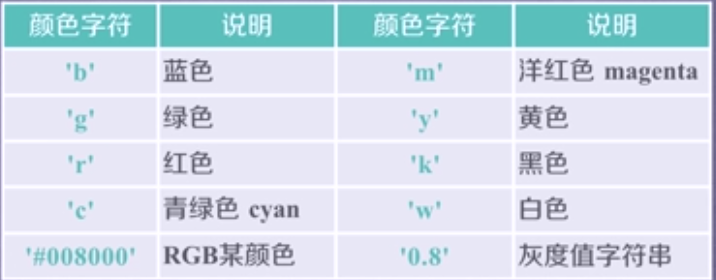 颜色字符 说明 颜色字符 说明
'b' 蓝色 'm' 洋红色 magenta
'g' 绿色 'y' 黄色
'r' 红色 'k' 黑色
'c' 青绿色 cyan 'w' 白色
'#008000' RGB某颜色 '0.8' 灰度值字符串